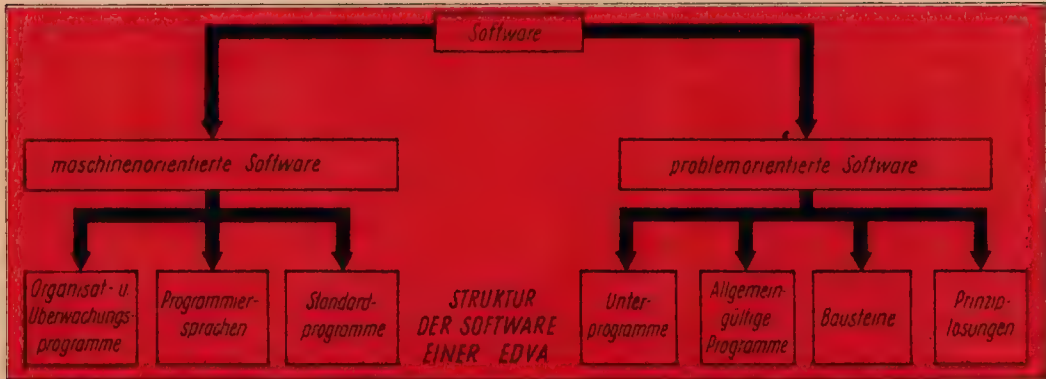 Software
maschinenorientierte Software
problemorientierte Software
Organisat- u.
Überwachungs-
programme
Programmier-
sprachen
Standard-
programme
STRUKTUR
DER SOFTWARE
EINER EDVA
Unter-
programme
Allgemein-
gültige
Programme
Bausteine
Prinzip-
lösungen